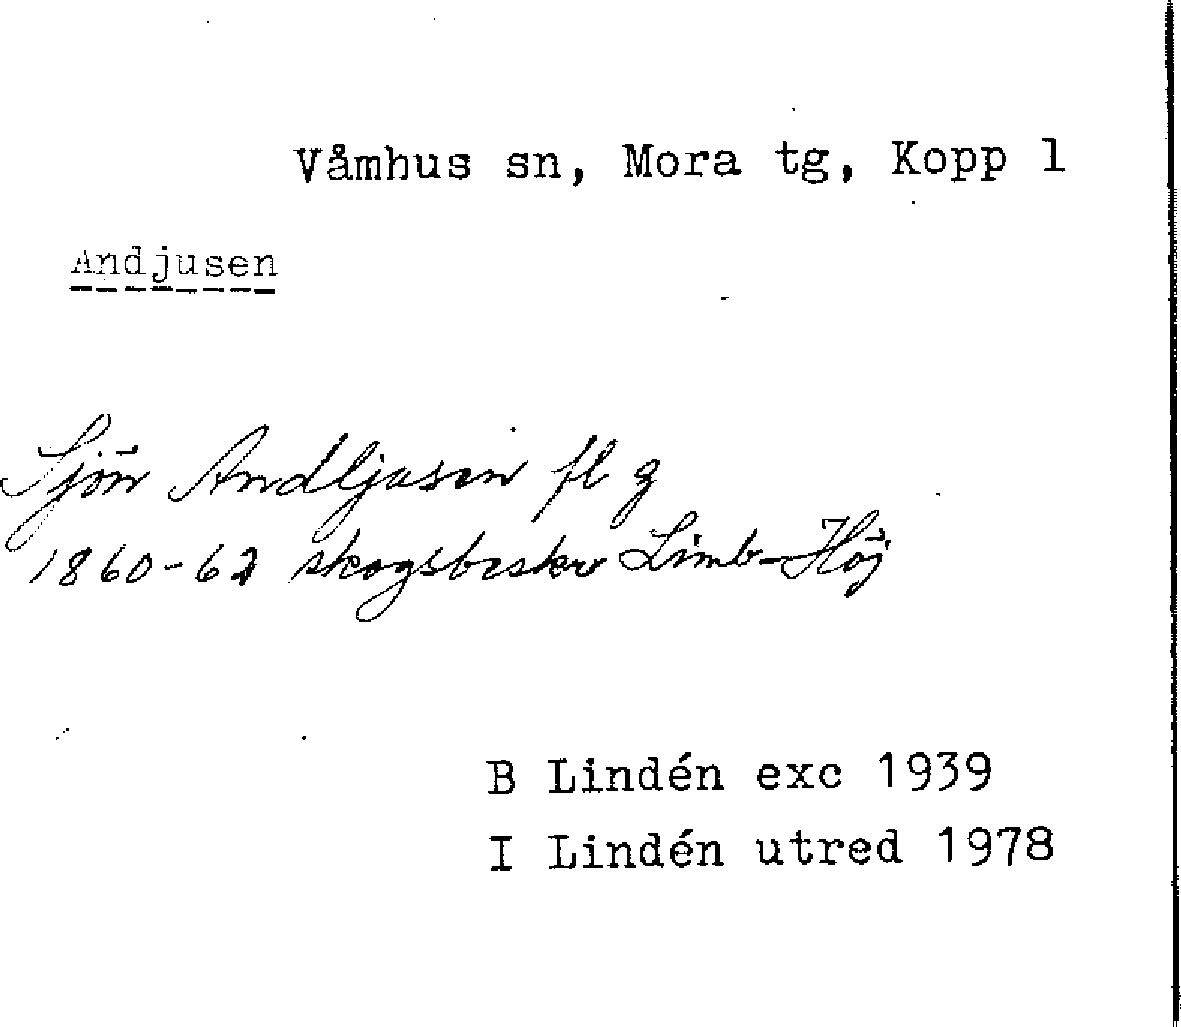 Våmhus sn, Mora tg, Kopp l
Andjusen
Sjön Andljusen fl g
1860-62 skogsbeskr Limb-Höj
B Lindén exc 1939
I Lindén utred 1978